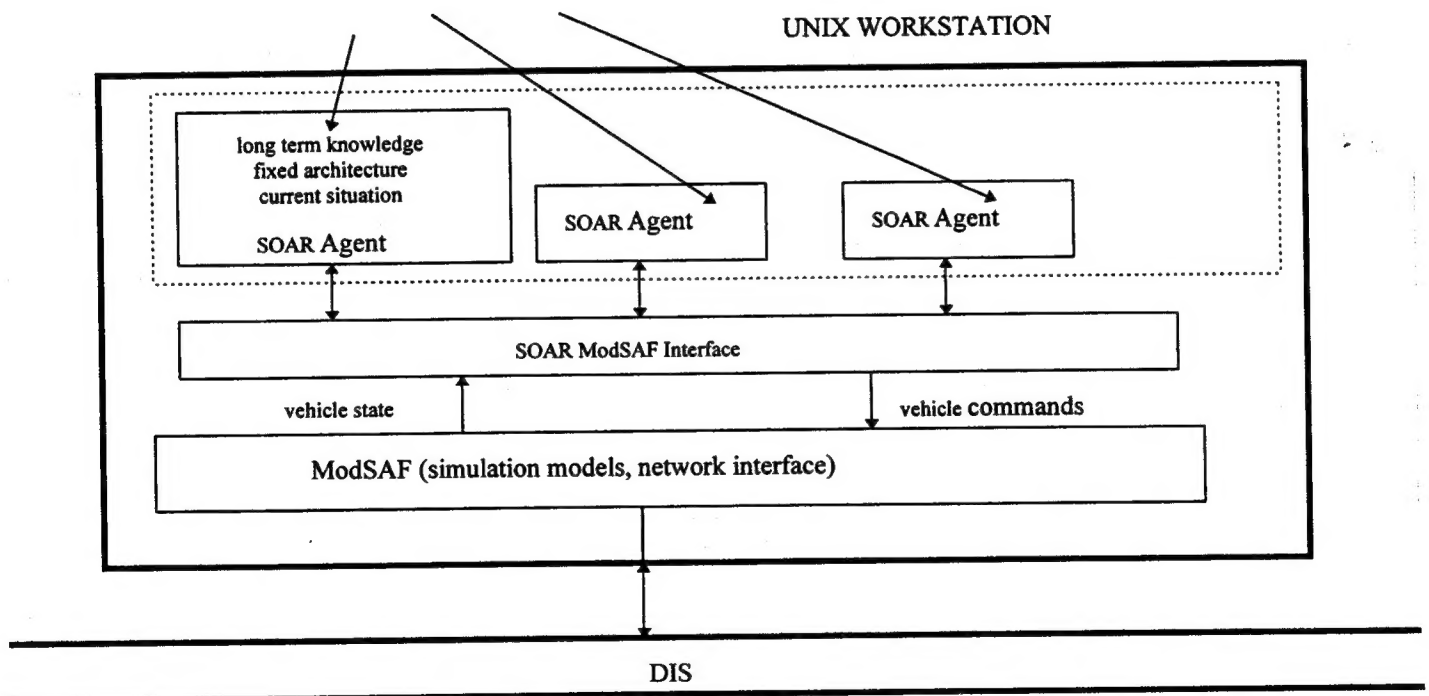 UNIX WORKSTATION
long term knowledge
fixed architecture
current situation
SOAR Agent
SOAR Agent
SOAR Agent
SOAR ModSAF Interface
vehicle state
vehicle commands
ModSAF (simulation models, network interface)
DIS